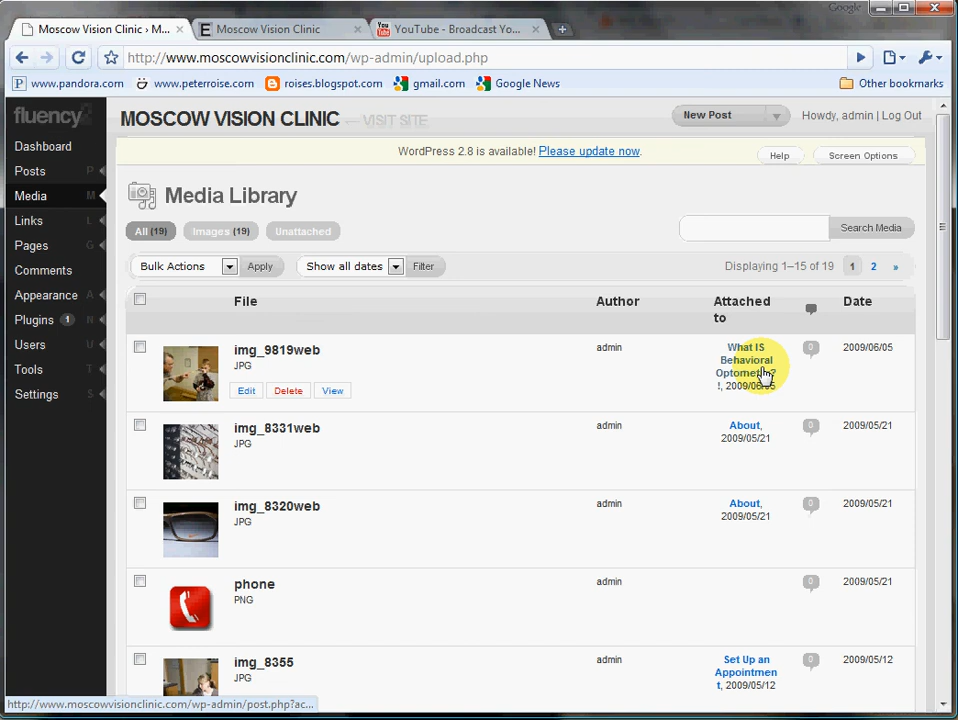 Google
Moscow Vision Clinic › M...
Moscow Vision Clinic
YouTube - Broadcast Yo...
http://www.moscowvisionclinic.com/wp-admin/upload.php
www.pandora.com
www.peterroise.com
roises.blogspot.com
gmail.com
Google News
Other bookmarks
fluency
MOSCOW VISION CLINIC — VISIT SITE
New Post
Howdy, admin | Log Out
WordPress 2.8 is available! Please update now.
Help
Screen Options
Dashboard
Posts P
Media M
Links L
Pages G
Comments
Appearance A
Plugins 1 N
Users U
Tools T
Settings S
Media Library
All (19)
Images (19)
Unattached
Search Media
Bulk Actions
Apply
Show all dates
Filter
Displaying 1–15 of 19
1 2 »
File
Author
Attached
to
Date
img_9819web
JPG
Edit
Delete
View
admin
What IS
Behavioral
!, 2009/06/05
0
2009/06/05
img_8331web
JPG
admin
About,
2009/05/21
0
2009/05/21
img_8320web
JPG
admin
About,
2009/05/21
0
2009/05/21
phone
PNG
admin
0
2009/05/21
img_8355
JPG
admin
Set Up an
Appointmen
t, 2009/05/12
0
2009/05/12
http://www.moscowvisionclinic.com/wp-admin/post.php?ac...